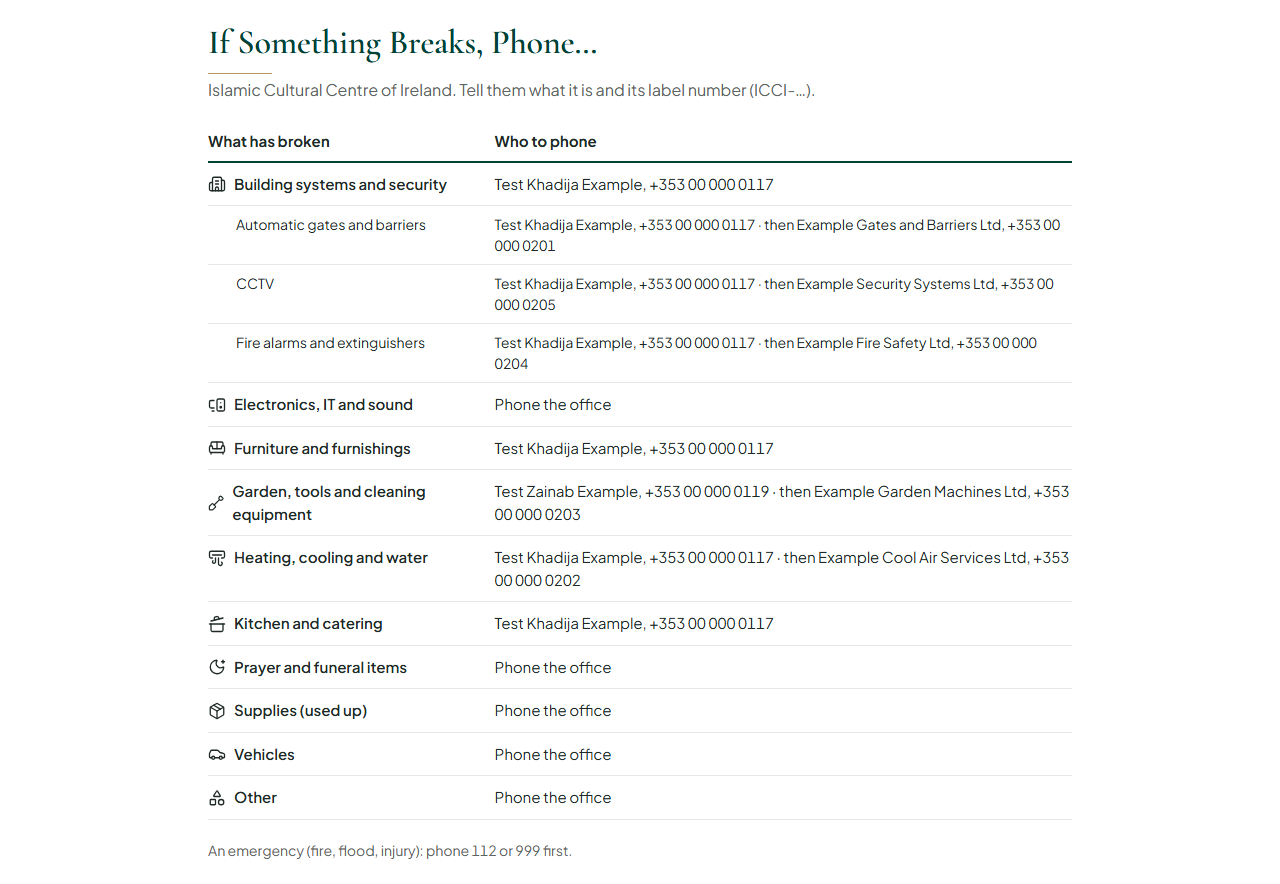 If Something Breaks, Phone...
Islamic Cultural Centre of Ireland. Tell them what it is and its label number (ICCI-...).
What has broken
Who to phone
Building systems and security
Test Khadija Example, +353 00 000 0117
Automatic gates and barriers
Test Khadija Example, +353 00 000 0117 · then Example Gates and Barriers Ltd, +353 00
000 0201
CCTV
Test Khadija Example, +353 00 000 0117 · then Example Security Systems Ltd, +353 00
000 0205
Fire alarms and extinguishers
Test Khadija Example, +353 00 000 0117 · then Example Fire Safety Ltd, +353 00 000
0204
Electronics, IT and sound
Phone the office
Furniture and furnishings
Test Khadija Example, +353 00 000 0117
Garden, tools and cleaning
equipment
Test Zainab Example, +353 00 000 0119 · then Example Garden Machines Ltd, +353
00 000 0203
Heating, cooling and water
Test Khadija Example, +353 00 000 0117 · then Example Cool Air Services Ltd, +353
00 000 0202
Kitchen and catering
Test Khadija Example, +353 00 000 0117
Prayer and funeral items
Phone the office
Supplies (used up)
Phone the office
Vehicles
Phone the office
Other
Phone the office
An emergency (fire, flood, injury): phone 112 or 999 first.